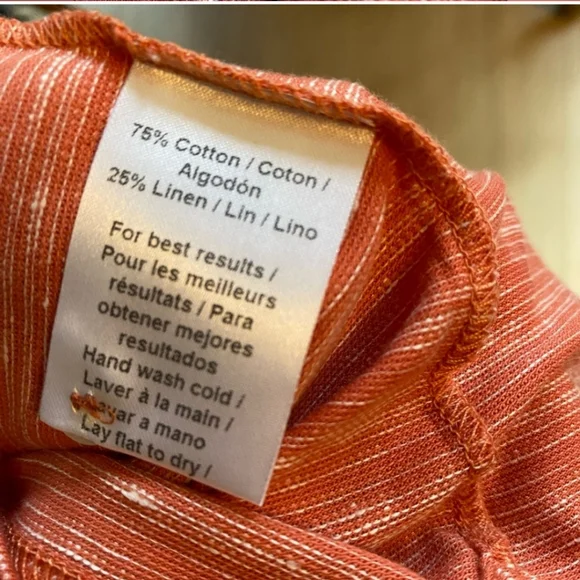 75% Cotton / Coton /
Algodón
25% Linen / Lin / Lino
For best results /
Pour les meilleurs
résultats / Para
obtener mejores
resultados
Hand wash cold /
Laver à la main /
a mano
Lay flat to dry /